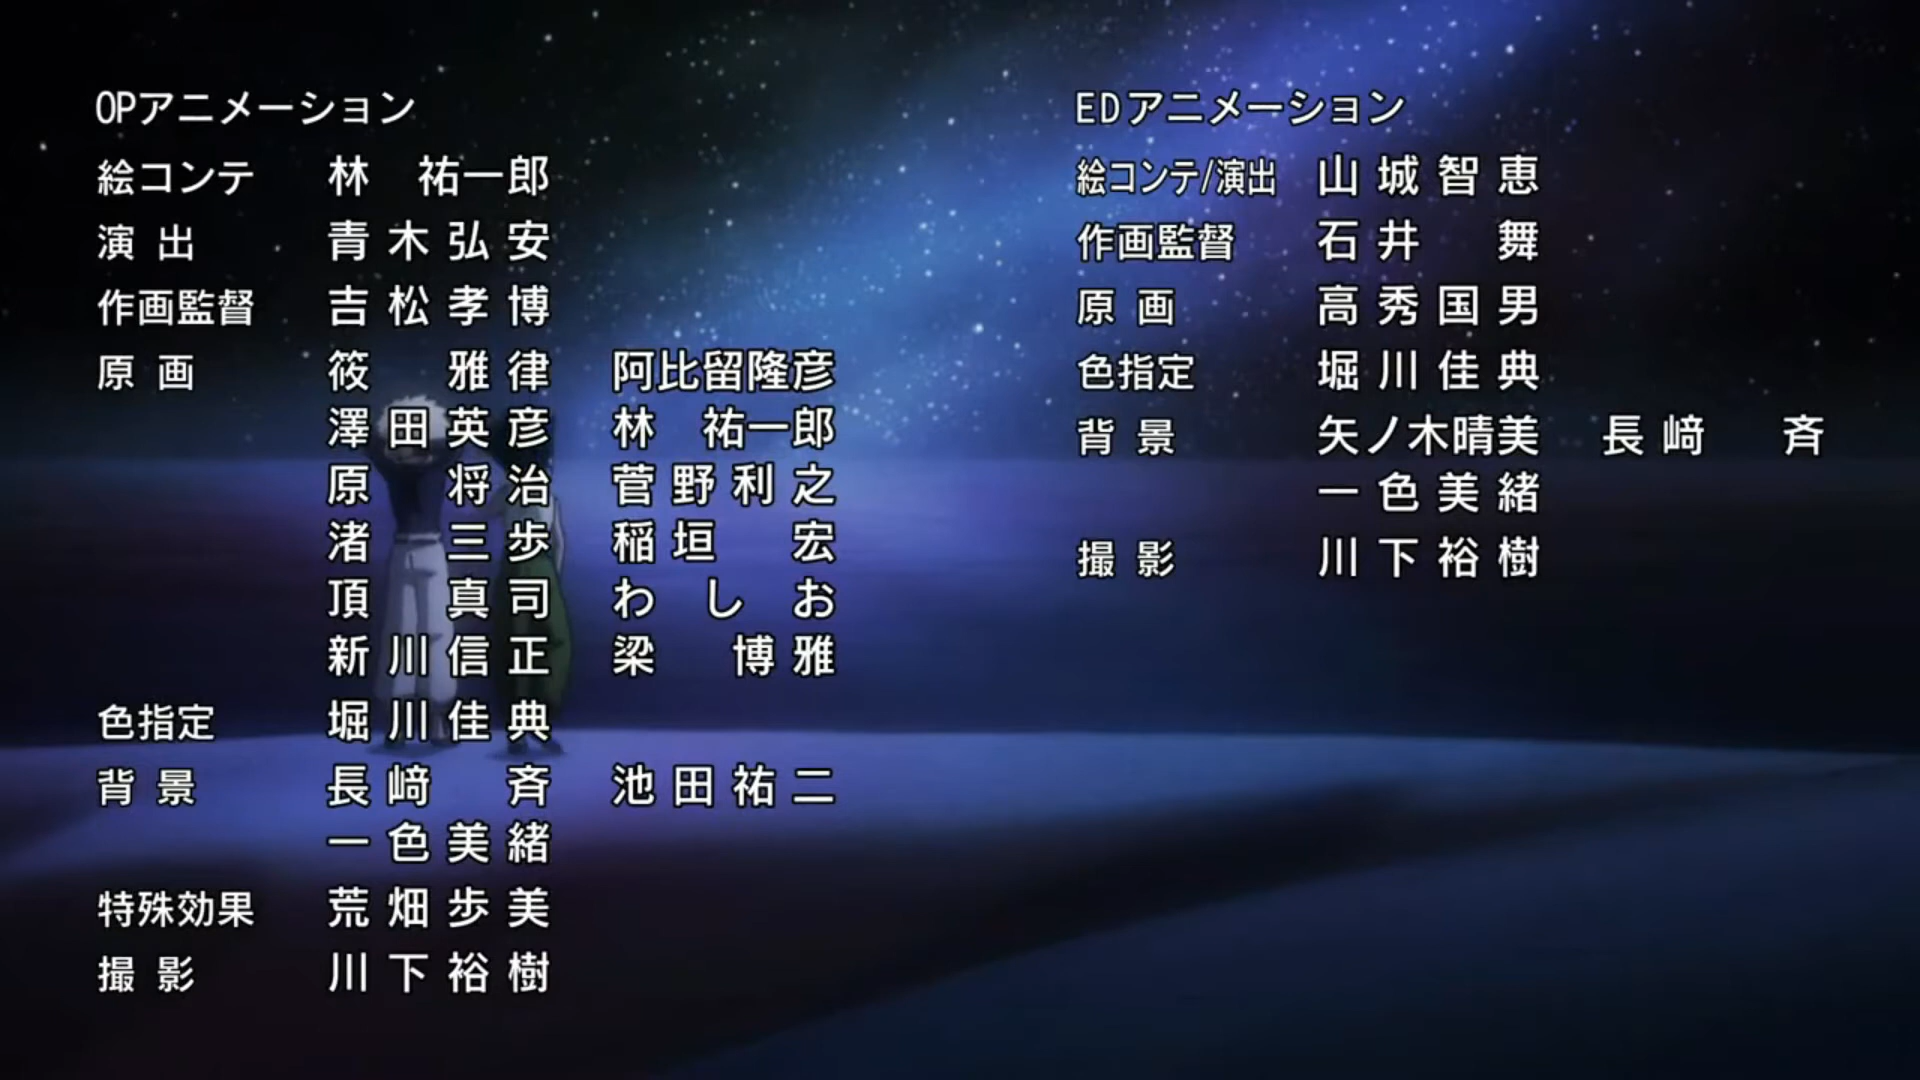 OPアニメーション
絵コンテ 林 祐一郎
演出 青木弘安
作画監督 吉松孝博
原画 筱 雅律 阿比留隆彦
澤田英彦 林 祐一郎
原 将治 菅野利之
渚 三歩 稲垣 宏
頂 真司 わしお
新川信正 梁 博雅
色指定 堀川佳典
背景 長﨑 斉 池田祐二
一色美緒
特殊効果 荒畑歩美
撮影 川下裕樹
EDアニメーション
絵コンテ/演出 山城智恵
作画監督 石井 舞
原画 高秀国男
色指定 堀川佳典
背景 矢ノ木晴美 長﨑 斉
一色美緒
撮影 川下裕樹